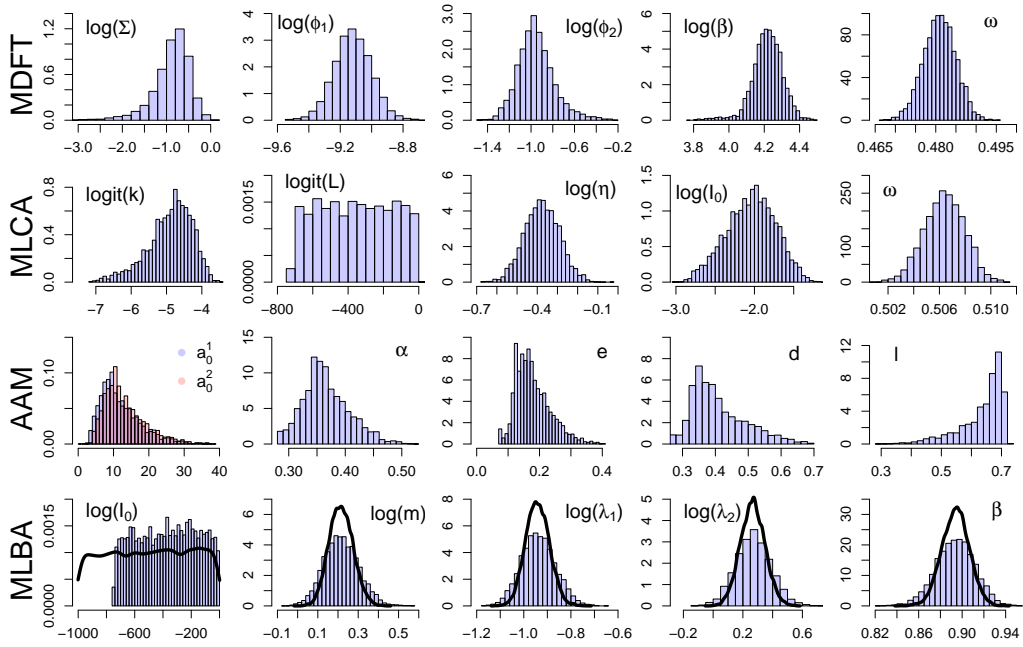 MDFT
log(Σ)
0.0 0.6 1.2
-3.0 -2.0 -1.0 0.0
log(ϕ₁)
0 1 2 3 4
-9.6 -9.2 -8.8
log(ϕ₂)
0.0 1.0 2.0 3.0
-1.4 -1.0 -0.6 -0.2
log(β)
0 2 4 6
3.8 4.0 4.2 4.4
ω
0 40 80
0.465 0.480 0.495
MLCA
logit(k)
0.0 0.4 0.8
-7 -6 -5 -4
logit(L)
0.0000 0.0015
-800 -400 0
log(η)
0 2 4 6
-0.7 -0.4 -0.1
log(I₀)
0.0 0.5 1.0 1.5
-3.0 -2.0
ω
0 100 250
0.502 0.506 0.510
AAM
a₀¹
a₀²
0.00 0.10
0 10 20 30 40
α
0 5 10 15
0.30 0.40 0.50
e
0 2 4 6 8
0.0 0.2 0.4
d
0 2 4 6 8
0.3 0.4 0.5 0.6 0.7
I
0 4 8 12
0.3 0.5 0.7
MLBA
log(I₀)
0.0000 0.0015
-1000 -600 -200
log(m)
0 2 4 6
-0.1 0.1 0.3 0.5
log(λ₁)
0 2 4 6 8
-1.2 -1.0 -0.8 -0.6
log(λ₂)
0 1 2 3 4 5
-0.2 0.2 0.6
β
0 10 20 30
0.82 0.86 0.90 0.94